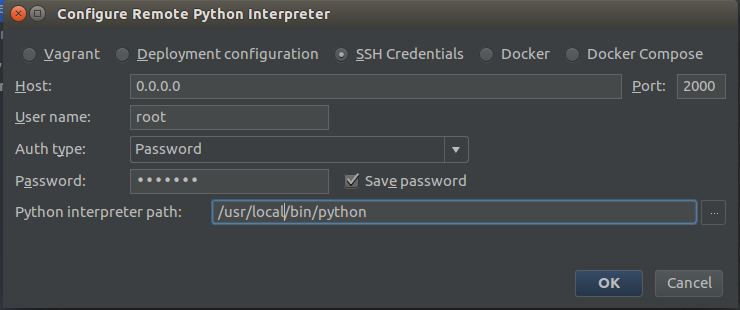 Configure Remote Python Interpreter
Vagrant Deployment configuration SSH Credentials Docker Docker Compose
Host: 0.0.0.0 Port: 2000
User name: root
Auth type: Password
Password: ••••••• Save password
Python interpreter path: /usr/local/bin/python ...
OK Cancel